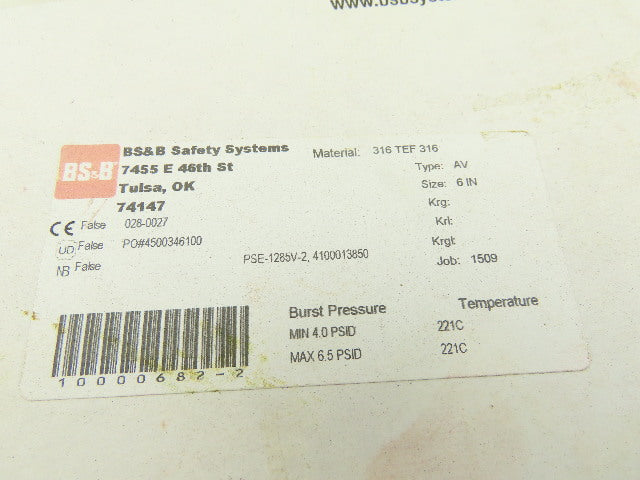 BS&B
BS&B Safety Systems
7455 E 46th St
Tulsa, OK
74147
Material: 316 TEF 316
Type: AV
Size: 6 IN
Krg:
Krl:
Krgt
Job: 1509
CE False 028-0027
UD False PO#4500346100
NB False
PSE-1285V-2, 4100013850
Burst Pressure Temperature
MIN 4.0 PSID 221C
MAX 6.5 PSID 221C
10000682-2